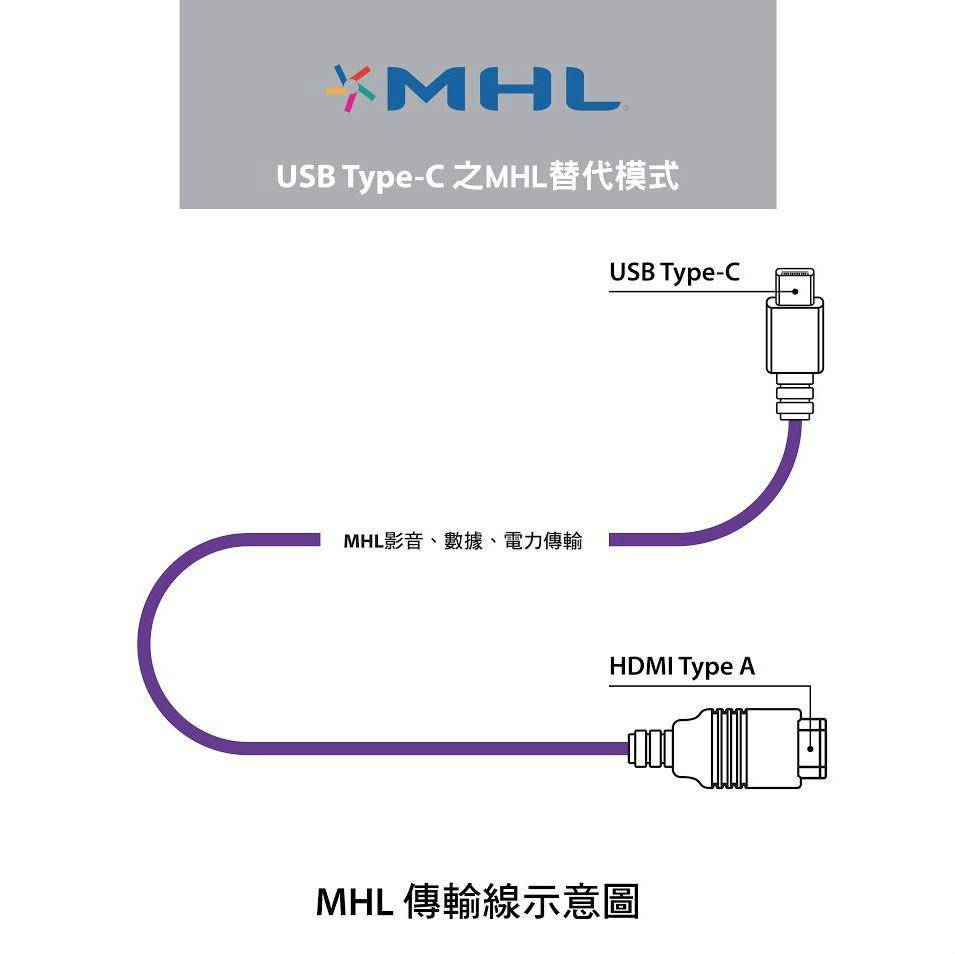 MHL
USB Type-C 之MHL替代模式
USB Type-C
MHL影音、數據、電力傳輸
HDMI Type A
MHL 傳輸線示意圖